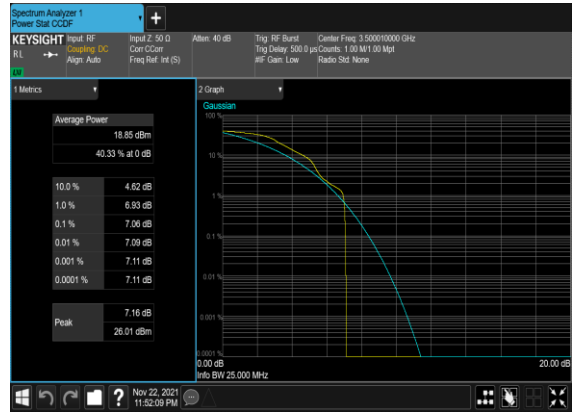 Spectrum Analyzer 1
Power Stat CCDF
KEYSIGHT
R L
Input: RF
Coupling: DC
Align: Auto
Input Z: 50 Ω
Corr CCorr
Freq Ref: Int (S)
Atten: 40 dB
Trig: RF Burst
Trig Delay: 500.0 µs
#IF Gain: Low
Center Freq: 3.500010000 GHz
Counts: 1.00 M/1.00 Mpt
Radio Std: None
1 Metrics
Average Power
18.85 dBm
40.33 % at 0 dB
10.0 % 4.62 dB
1.0 % 6.93 dB
0.1 % 7.06 dB
0.01 % 7.09 dB
0.001 % 7.11 dB
0.0001 % 7.11 dB
Peak
7.16 dB
26.01 dBm
2 Graph
Gaussian
100 %
10 %
1 %
0.1 %
0.01 %
0.001 %
0.0001 %
0.00 dB
20.00 dB
Info BW 25.000 MHz
?
Nov 22, 2021
11:52:09 PM